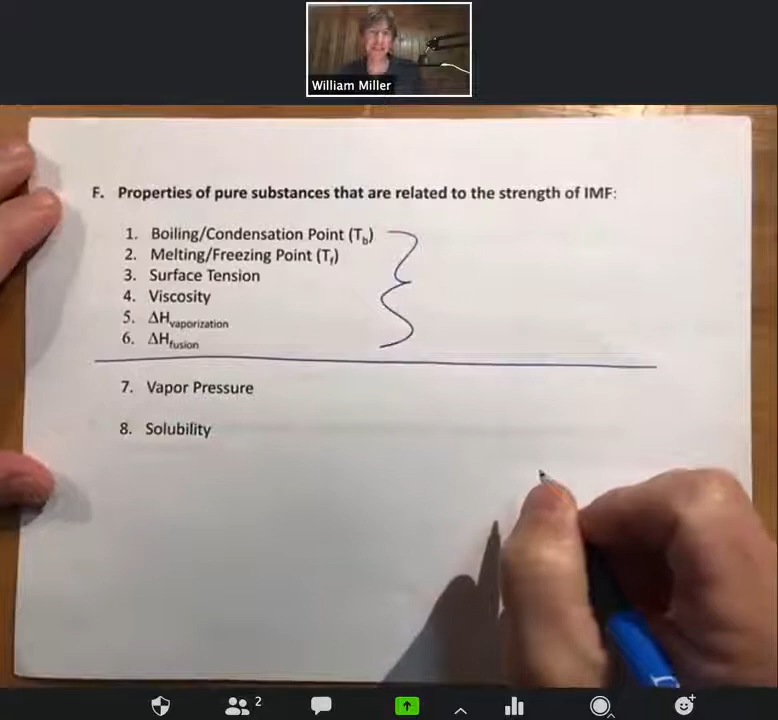 William Miller
F. Properties of pure substances that are related to the strength of IMF:
1. Boiling/Condensation Point (Tb)
2. Melting/Freezing Point (Tf)
3. Surface Tension
4. Viscosity
5. ΔHvaporization
6. ΔHfusion
7. Vapor Pressure
8. Solubility
2